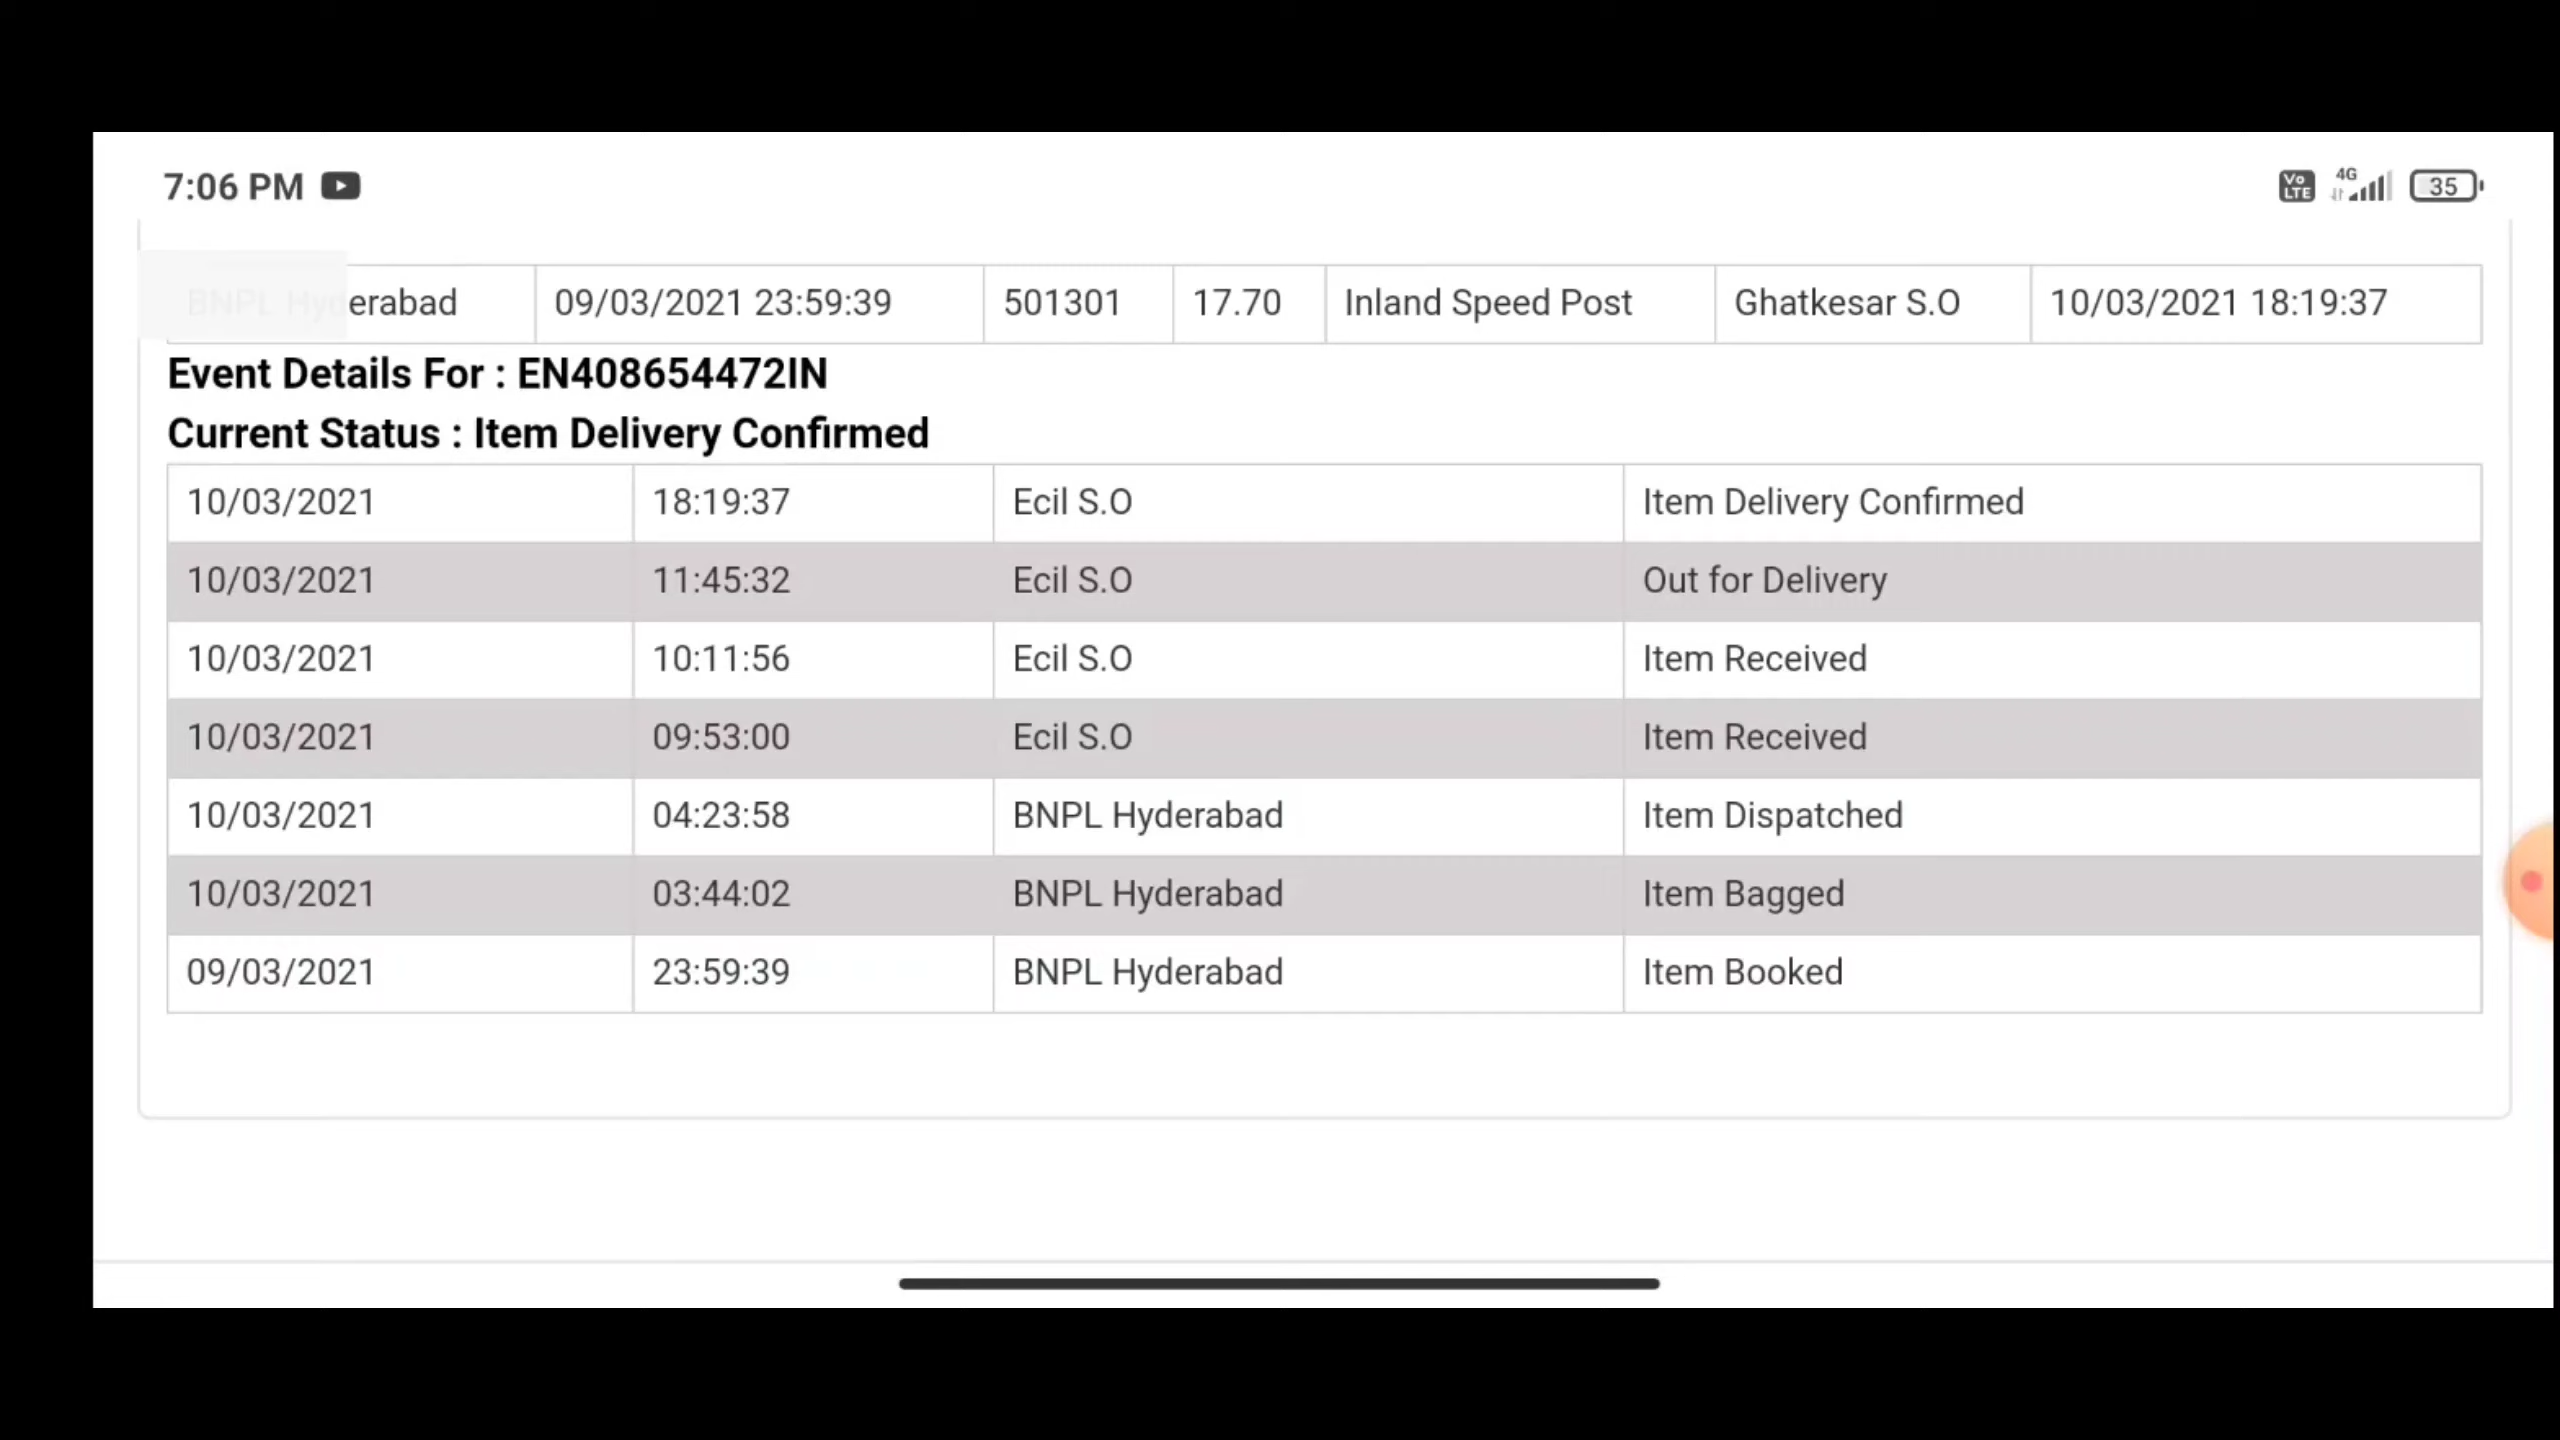 7:06 PM
Vo LTE 4G 35
BNPL Hyderabad 09/03/2021 23:59:39 501301 17.70 Inland Speed Post Ghatkesar S.O 10/03/2021 18:19:37
Event Details For : EN408654472IN
Current Status : Item Delivery Confirmed
10/03/2021 18:19:37 Ecil S.O Item Delivery Confirmed
10/03/2021 11:45:32 Ecil S.O Out for Delivery
10/03/2021 10:11:56 Ecil S.O Item Received
10/03/2021 09:53:00 Ecil S.O Item Received
10/03/2021 04:23:58 BNPL Hyderabad Item Dispatched
10/03/2021 03:44:02 BNPL Hyderabad Item Bagged
09/03/2021 23:59:39 BNPL Hyderabad Item Booked